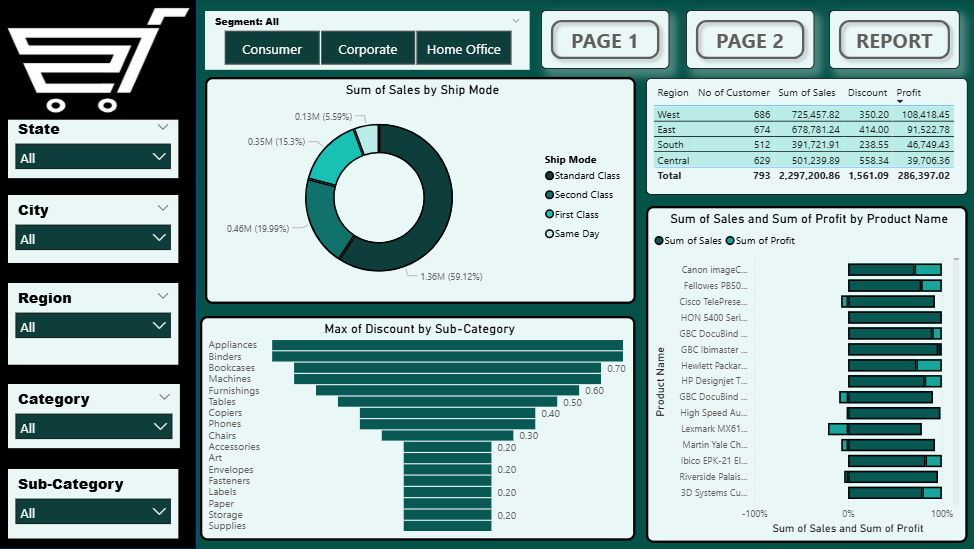 Segment: All
Consumer Corporate Home Office
PAGE 1 PAGE 2 REPORT
State
All
City
All
Region
All
Category
All
Sub-Category
All
Sum of Sales by Ship Mode
0.13M (5.59%)
0.35M (15.3%)
0.46M (19.99%)
1.36M (59.12%)
Ship Mode
Standard Class
Second Class
First Class
Same Day
Region No of Customer Sum of Sales Discount Profit
West 686 725,457.82 350.20 108,418.45
East 674 678,781.24 414.00 91,522.78
South 512 391,721.91 238.55 46,749.43
Central 629 501,239.89 558.34 39,706.36
Total 793 2,297,200.86 1,561.09 286,397.02
Max of Discount by Sub-Category
Appliances
Binders
Bookcases 0.70
Machines
Furnishings 0.60
Tables 0.50
Copiers 0.40
Phones
Chairs 0.30
Accessories 0.20
Art
Envelopes 0.20
Fasteners
Labels 0.20
Paper
Storage 0.20
Supplies
Sum of Sales and Sum of Profit by Product Name
Sum of Sales Sum of Profit
Product Name
Canon imageC...
Fellowes PB50...
Cisco TelePrese...
HON 5400 Seri...
GBC DocuBind ...
GBC Ibimaster ...
Hewlett Packar...
HP Designjet T...
GBC DocuBind ...
High Speed Au...
Lexmark MX61...
Martin Yale Ch...
Ibico EPK-21 El...
Riverside Palais...
3D Systems Cu...
-100% 0% 100%
Sum of Sales and Sum of Profit